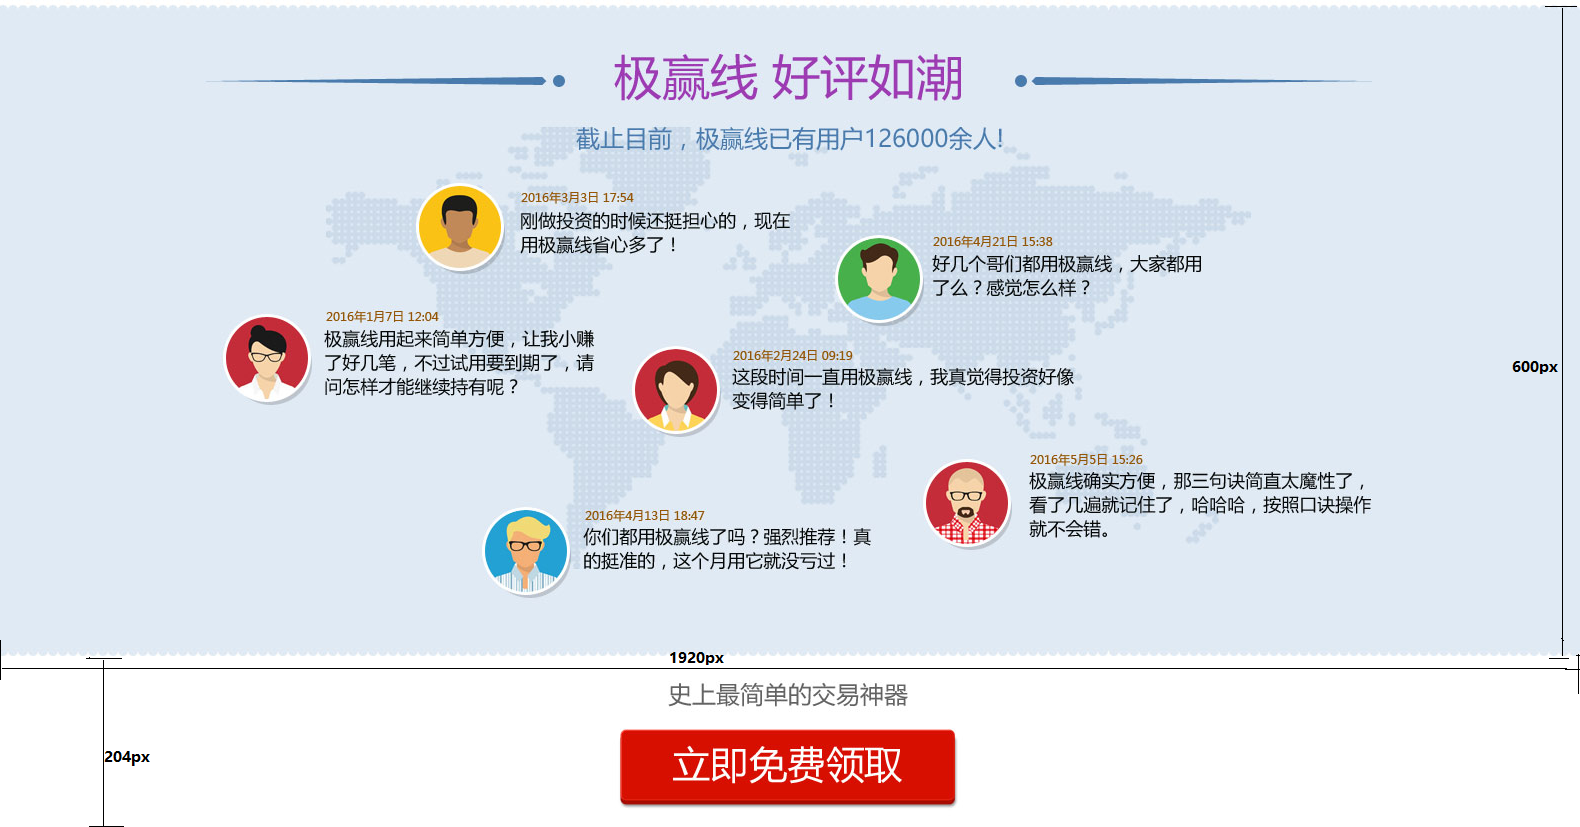 极赢线 好评如潮
截止目前，极赢线已有用户126000余人!
2016年3月3日 17:54
刚做投资的时候还挺担心的，现在
用极赢线省心多了！
2016年4月21日 15:38
好几个哥们都用极赢线，大家都用
了么？感觉怎么样？
2016年1月7日 12:04
极赢线用起来简单方便，让我小赚
了好几笔，不过试用要到期了，请
问怎样才能继续持有呢？
2016年2月24日 09:19
这段时间一直用极赢线，我真觉得投资好像
变得简单了！
2016年5月5日 15:26
极赢线确实方便，那三句诀简直太魔性了，
看了几遍就记住了，哈哈哈，按照口诀操作
就不会错。
2016年4月13日 18:47
你们都用极赢线了吗？强烈推荐！真
的挺准的，这个月用它就没亏过！
600px
1920px
史上最简单的交易神器
204px
立即免费领取